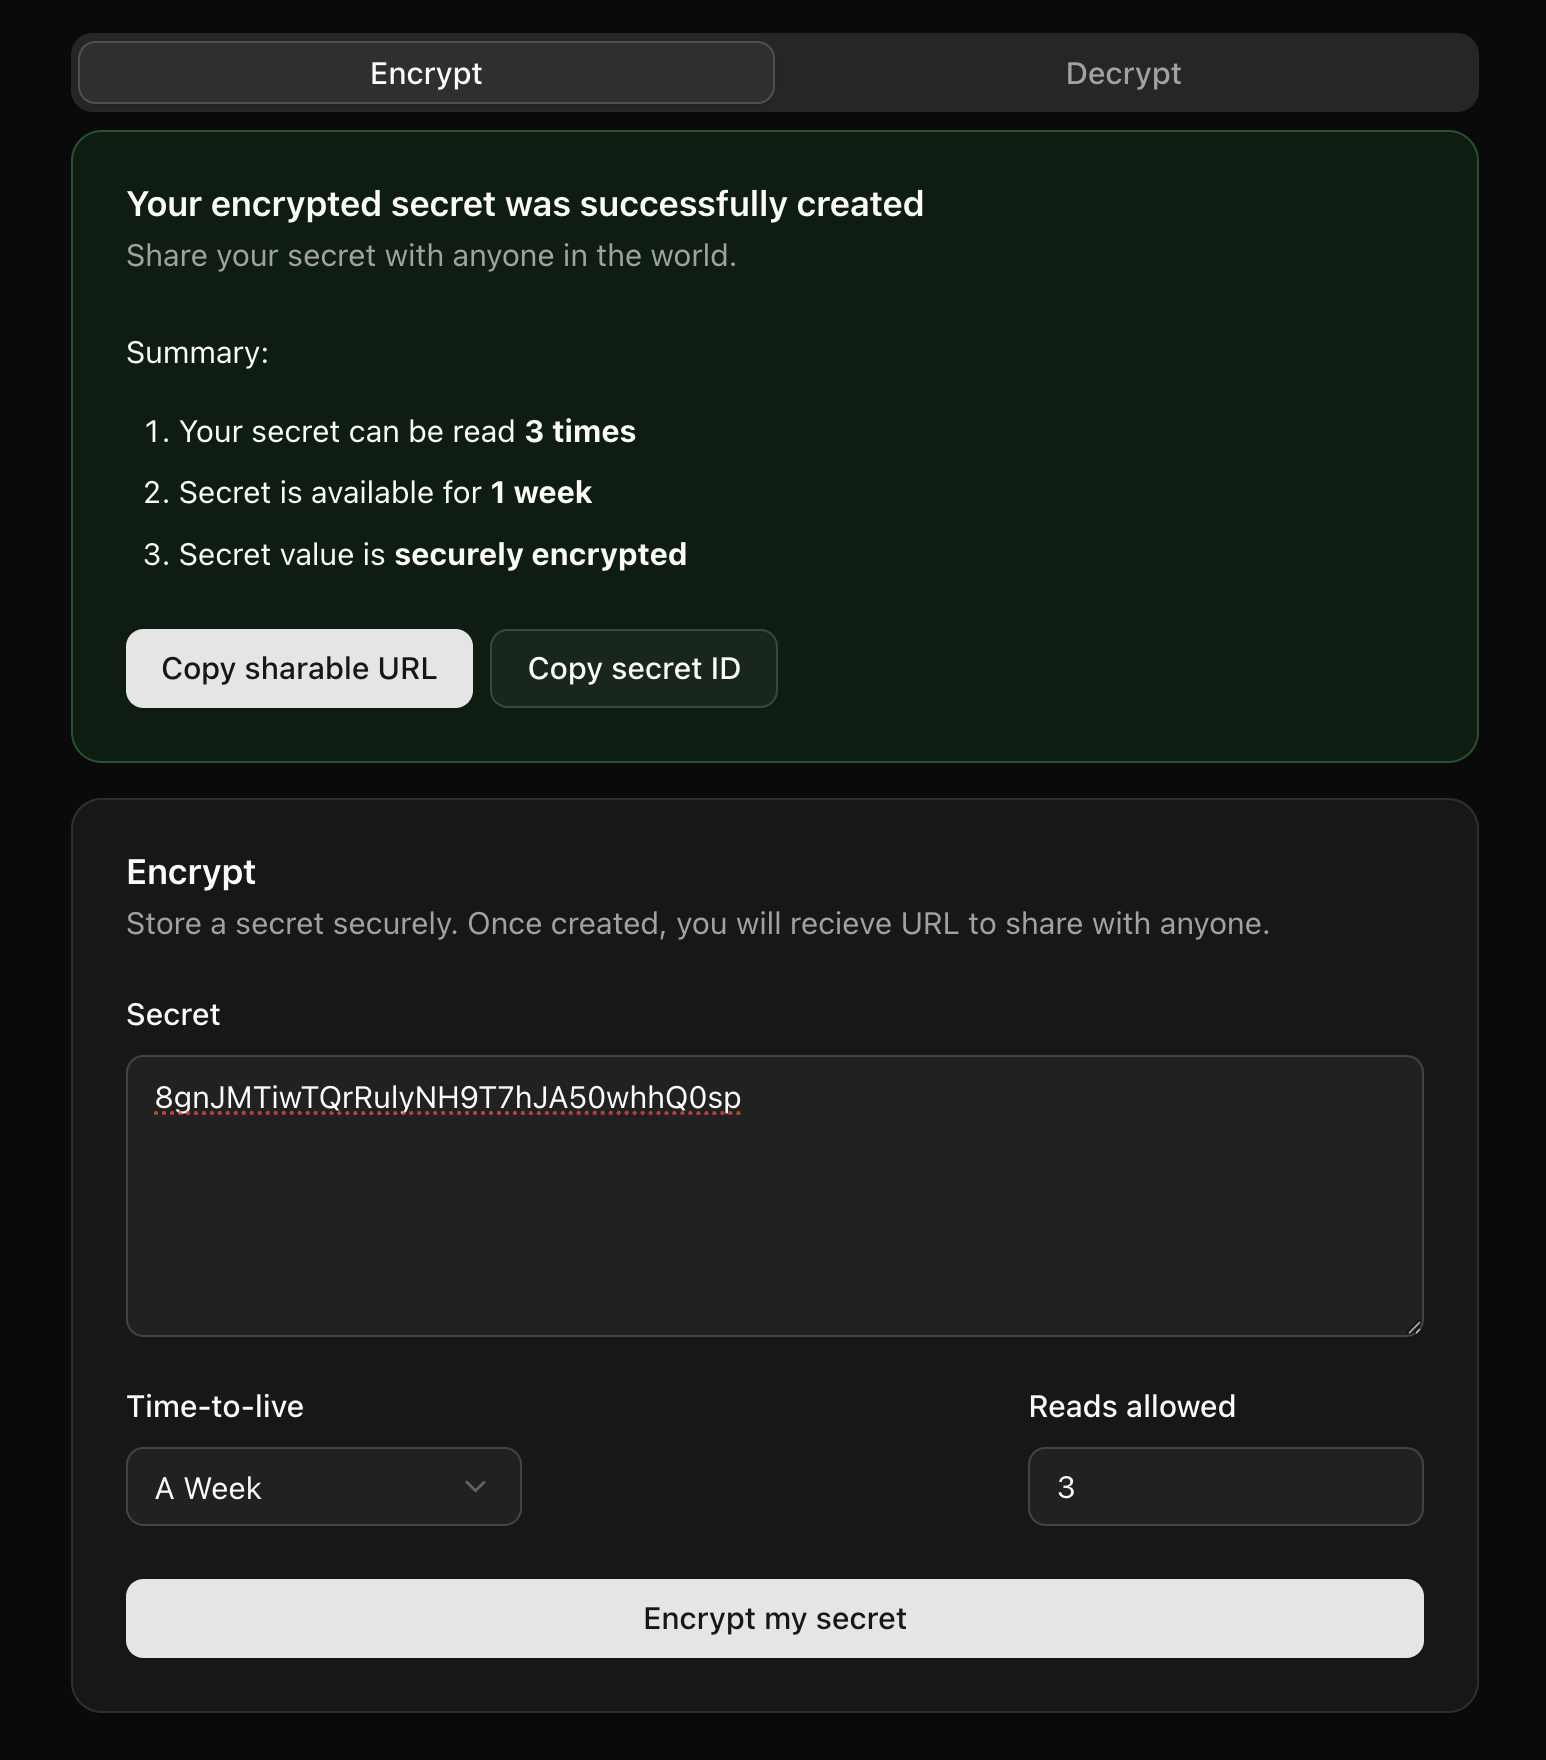 Encrypt
Decrypt
Your encrypted secret was successfully created
Share your secret with anyone in the world.
Summary:
1. Your secret can be read 3 times
2. Secret is available for 1 week
3. Secret value is securely encrypted
Copy sharable URL
Copy secret ID
Encrypt
Store a secret securely. Once created, you will recieve URL to share with anyone.
Secret
8gnJMTiwTQrRulyNH9T7hJA50whhQ0sp
Time-to-live
Reads allowed
A Week
3
Encrypt my secret